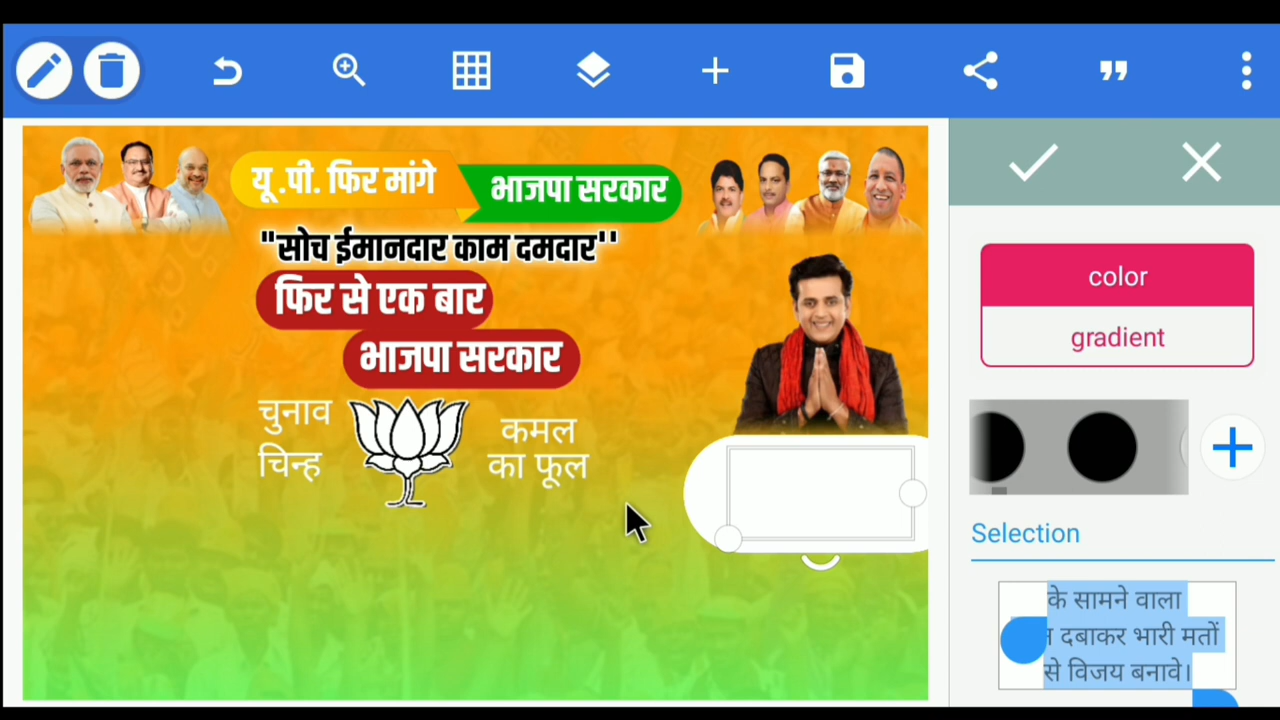 यू.पी. फिर मांगे
भाजपा सरकार
"सोच ईमानदार काम दमदार''
फिर से एक बार
भाजपा सरकार
चुनाव
चिन्ह
कमल
का फूल
color
gradient
Selection
के सामने वाला
दबाकर भारी मतों
से विजय बनावे।